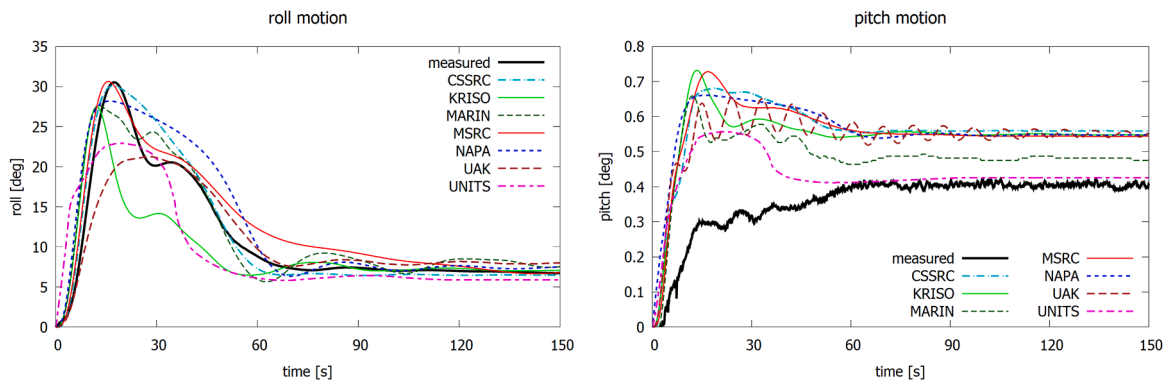 roll motion
35
30
25
20
15
10
5
0
roll [deg]
0 30 60 90 120 150
time [s]
measured
CSSRC
KRISO
MARIN
MSRC
NAPA
UAK
UNITS
pitch motion
0.8
0.7
0.6
0.5
0.4
0.3
0.2
0.1
0
pitch [deg]
0 30 60 90 120 150
time [s]
measured
CSSRC
KRISO
MARIN
MSRC
NAPA
UAK
UNITS